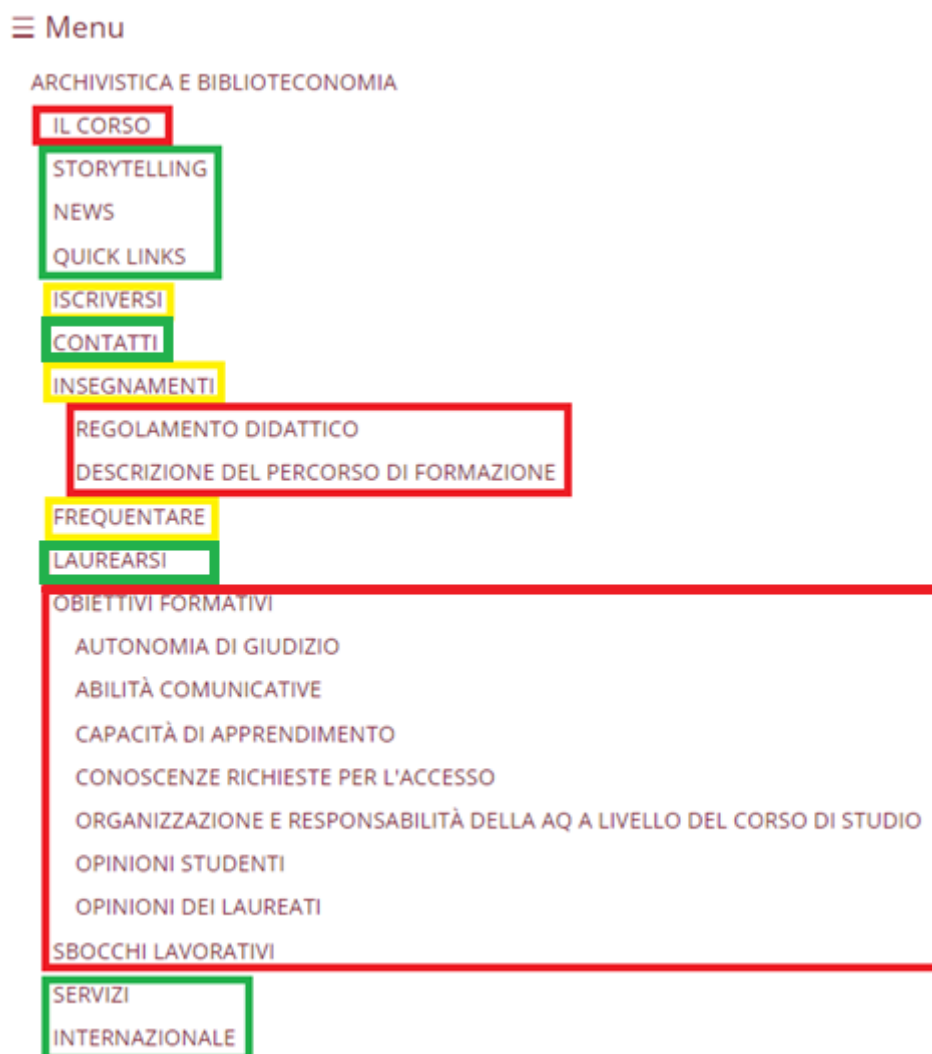 ☰ Menu
ARCHIVISTICA E BIBLIOTECONOMIA
IL CORSO
STORYTELLING
NEWS
QUICK LINKS
ISCRIVERSI
CONTATTI
INSEGNAMENTI
REGOLAMENTO DIDATTICO
DESCRIZIONE DEL PERCORSO DI FORMAZIONE
FREQUENTARE
LAUREARSI
OBIETTIVI FORMATIVI
AUTONOMIA DI GIUDIZIO
ABILITÀ COMUNICATIVE
CAPACITÀ DI APPRENDIMENTO
CONOSCENZE RICHIESTE PER L'ACCESSO
ORGANIZZAZIONE E RESPONSABILITÀ DELLA AQ A LIVELLO DEL CORSO DI STUDIO
OPINIONI STUDENTI
OPINIONI DEI LAUREATI
SBOCCHI LAVORATIVI
SERVIZI
INTERNAZIONALE